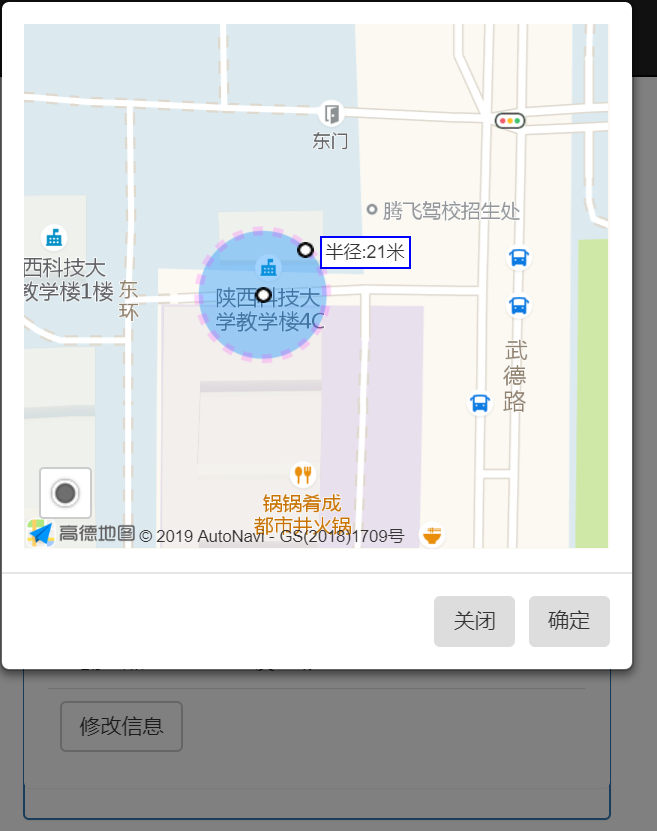 东门
腾飞驾校招生处
半径:21米
西科技大
教学楼1楼
东
环
陕西科技大
学教学楼4C
武
德
路
锅锅肴成
都市井火锅
高德地图 © 2019 AutoNavi - GS(2018)1709号
关闭
确定
修改信息